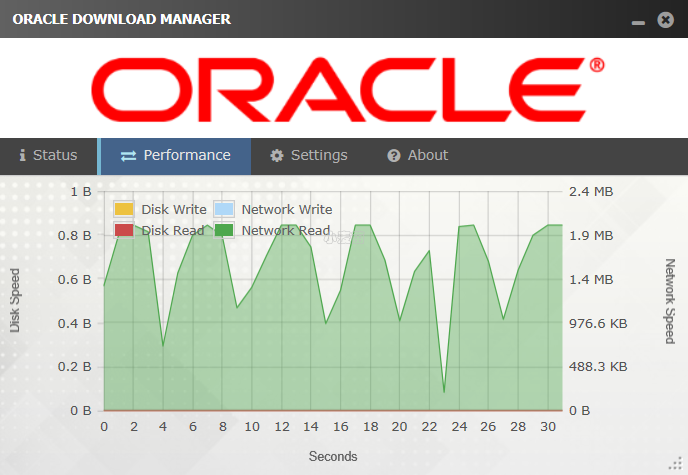 ORACLE DOWNLOAD MANAGER
ORACLE®
Status Performance Settings About
1 B 2.4 MB
Disk Write Network Write
Disk Read Network Read
0.8 B 1.9 MB
0.6 B 1.4 MB
Disk Speed Network Speed
0.4 B 976.6 KB
0.2 B 488.3 KB
0 B 0 B
0 2 4 6 8 10 12 14 16 18 20 22 24 26 28 30
Seconds